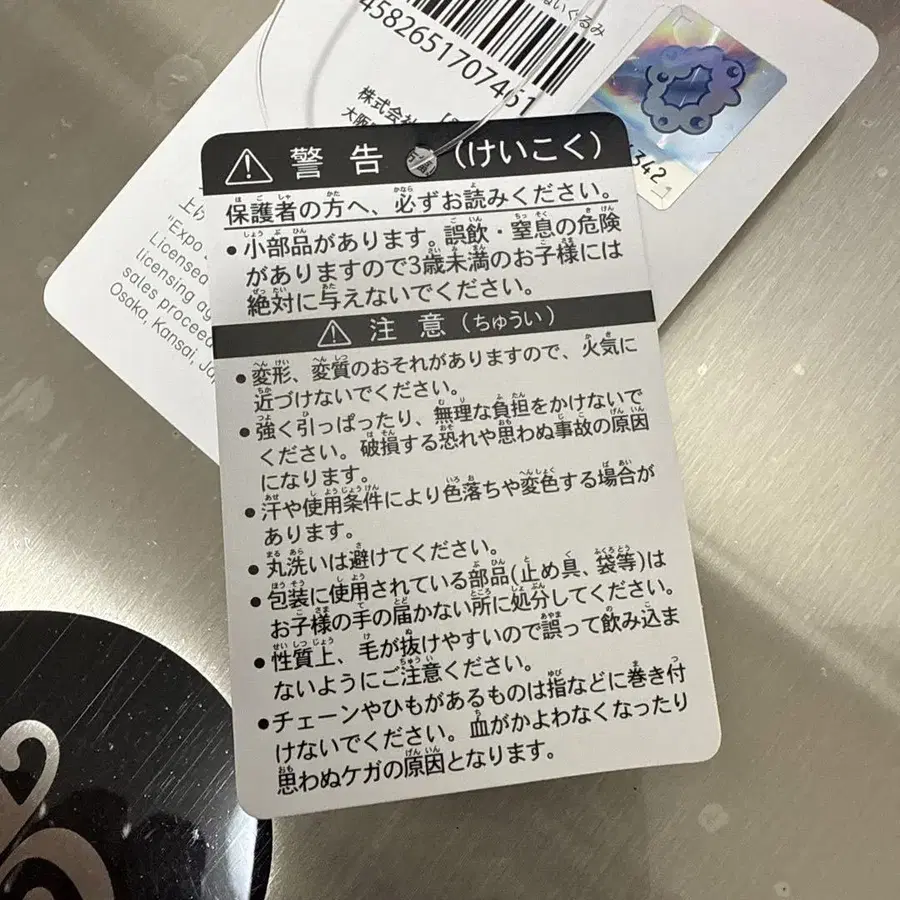 いぐるみ
4582651707451
株式会社
大阪
342
上
"Expo
Licensed
licensing ag
sales proceed
Osaka, Kansai, Jap
警告 (けいこく)
保護者の方へ、必ずお読みください。
•小部品があります。誤飲・窒息の危険
がありますので3歳未満のお子様には
絶対に与えないでください。
注意(ちゅうい)
•変形、変質のおそれがありますので、火気に
近づけないでください。
•強く引っぱったり、無理な負担をかけないで
ください。破損する恐れや思わぬ事故の原因
になります。
•汗や使用条件により色落ちや変色する場合が
あります。
•丸洗いは避けてください。
•包装に使用されている部品(止め具、袋等)は
お子様の手の届かない所に処分してください。
•性質上、毛が抜けやすいので誤って飲み込ま
ないようにご注意ください。
•チェーンやひもがあるものは指などに巻き付
けないでください。血がかよわなくなったり
思わぬケガの原因となります。